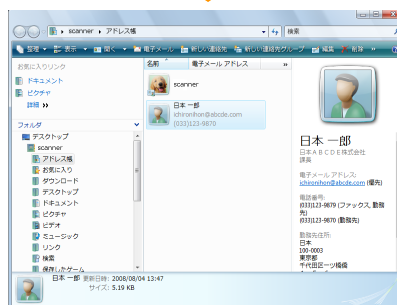 scanner ▸ アドレス帳
検索
整理 表示 開く 電子メール 新しい連絡先 新しい連絡先グループ 編集 削除 »
お気に入りリンク
ドキュメント
ピクチャ
詳細 »
フォルダ
デスクトップ
scanner
アドレス帳
お気に入り
ダウンロード
デスクトップ
ドキュメント
ピクチャ
ビデオ
ミュージック
リンク
検索
保存したゲーム
名前 電子メール アドレス »
scanner
日本 一郎
ichironihon@abcde.com
(033)123-9870
日本 一郎
日本ＡＢＣＤＥ株式会社
課長
電子メール アドレス:
ichironihon@abcde.com (優先)
電話番号:
(033)123-9879 (ファックス, 勤務
先)
(033)123-9870 (勤務先)
勤務先住所:
日本
100-0003
東京都
千代田区一ツ橋橋
日本 一郎 更新日時: 2008/08/04 13:47
サイズ: 5.19 KB